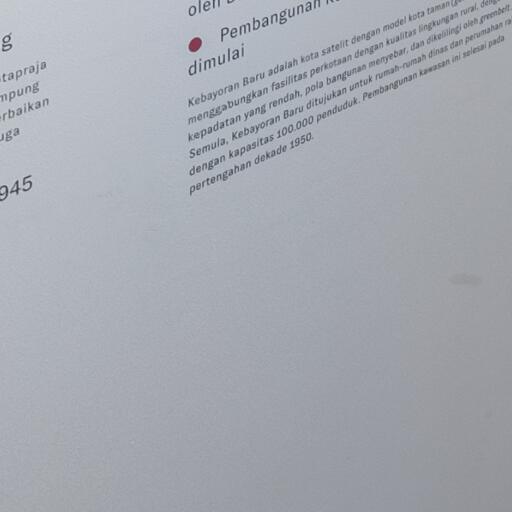 g
tapraja
mpung
rbaikan
uga
945
oleh
Pembangunan
dimulai
Kebayoran Baru adalah kota satelit dengan model kota taman
menggabungkan fasilitas perkotaan dengan kualitas lingkungan rural,
kepadatan yang rendah, pola bangunan menyebar, dan dikelilingi oleh greenbelt.
Semula, Kebayoran Baru ditujukan untuk rumah-rumah dinas dan perumahan
dengan kapasitas 100.000 penduduk. Pembangunan kawasan ini selesai pada
pertengahan dekade 1950.